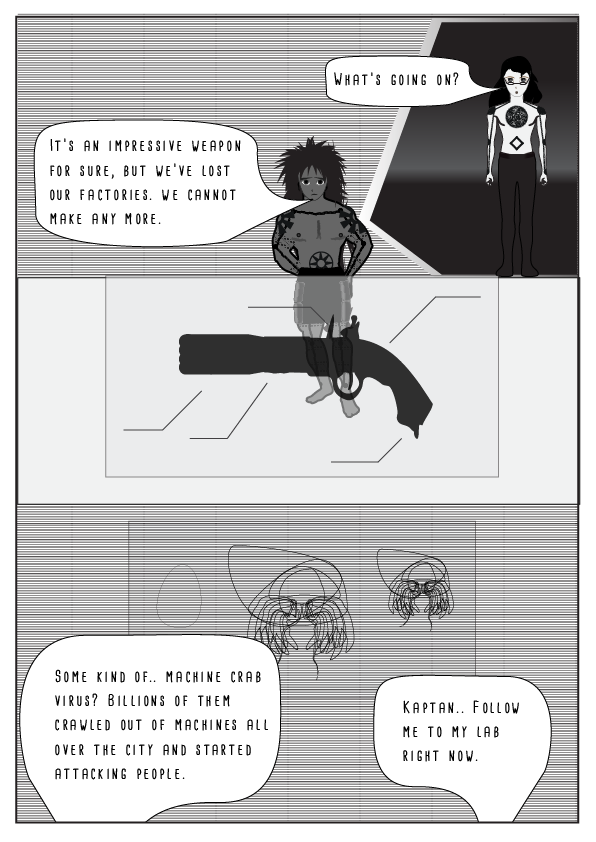 What's going on?
It's an impressive weapon
for sure, but we've lost
our factories. We cannot
make any more.
Some kind of.. machine crab
virus? Billions of them
crawled out of machines all
over the city and started
attacking people.
Kaptan.. Follow
me to my lab
right now.